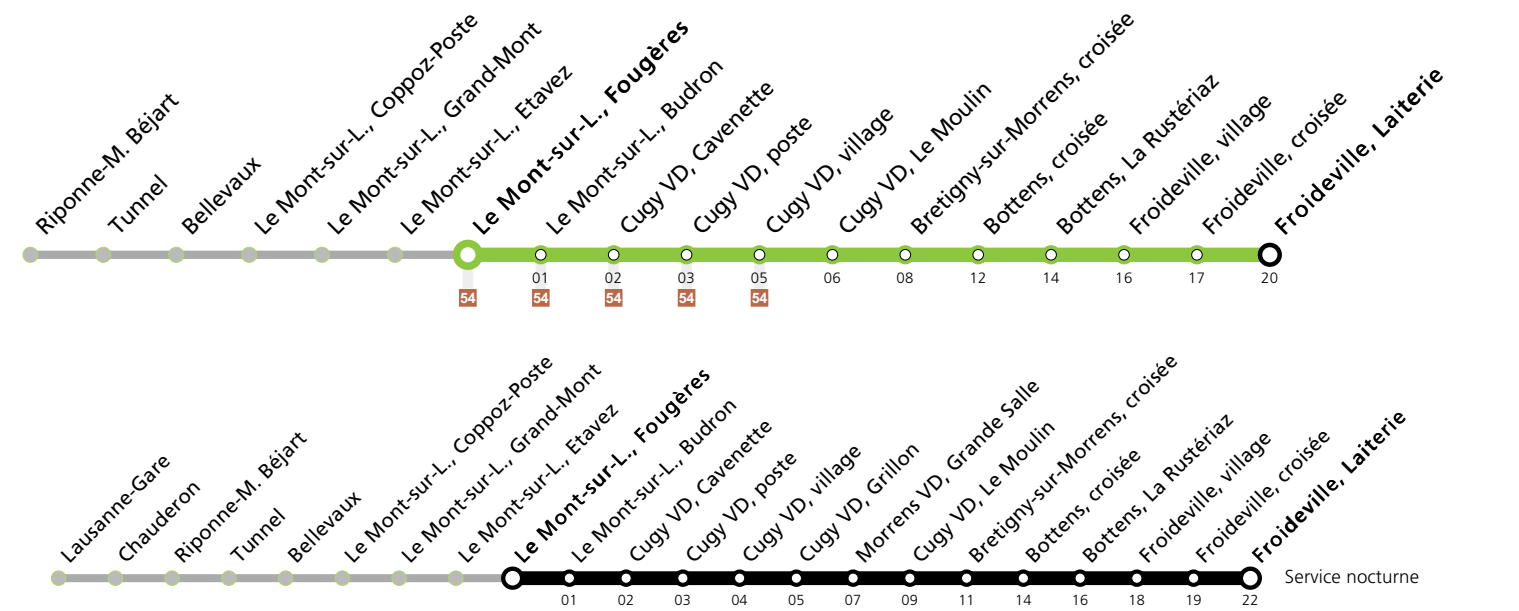 Riponne-M. Béjart
Tunnel
Bellevaux
Le Mont-sur-L., Coppoz-Poste
Le Mont-sur-L., Grand-Mont
Le Mont-sur-L., Etavez
Le Mont-sur-L., Fougères
Le Mont-sur-L., Budron
Cugy VD, Cavenette
Cugy VD, poste
Cugy VD, village
Cugy VD, Le Moulin
Bretigny-sur-Morrens, croisée
Bottens, croisée
Bottens, La Rustériaz
Froideville, village
Froideville, croisée
Froideville, Laiterie
01 02 03 05 06 08 12 14 16 17 20
54 54 54 54 54
Lausanne-Gare
Chauderon
Riponne-M. Béjart
Tunnel
Bellevaux
Le Mont-sur-L., Coppoz-Poste
Le Mont-sur-L., Grand-Mont
Le Mont-sur-L., Etavez
Le Mont-sur-L., Fougères
Le Mont-sur-L., Budron
Cugy VD, Cavenette
Cugy VD, poste
Cugy VD, village
Cugy VD, Grillon
Morrens VD, Grande Salle
Cugy VD, Le Moulin
Bretigny-sur-Morrens, croisée
Bottens, croisée
Bottens, La Rustériaz
Froideville, village
Froideville, croisée
Froideville, Laiterie
Service nocturne
01 02 03 04 05 07 09 11 14 16 18 19 22